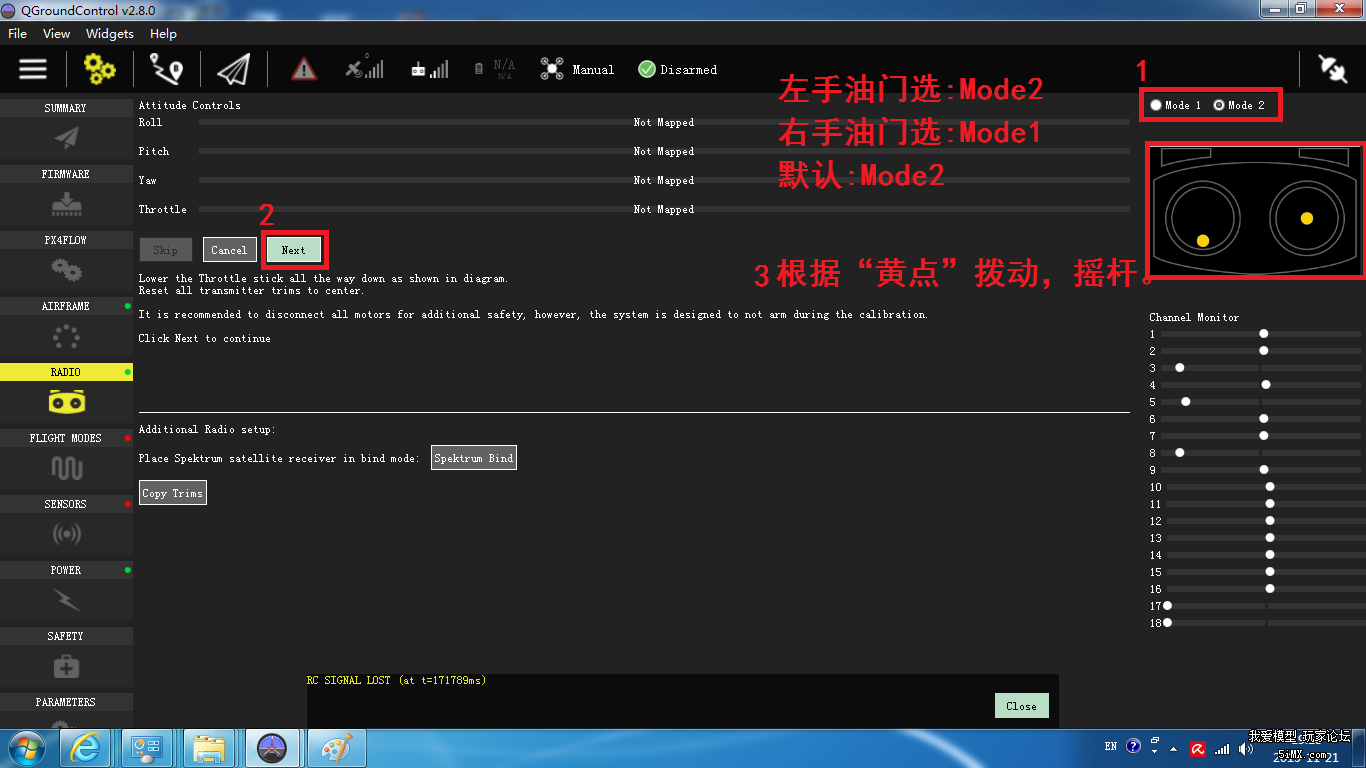 QGroundControl v2.8.0
File View Widgets Help
0
N/A
N/A
Manual
Disarmed
SUMMARY
FIRMWARE
PX4FLOW
AIRFRAME
RADIO
FLIGHT MODES
SENSORS
POWER
SAFETY
PARAMETERS
Attitude Controls
Roll Not Mapped
Pitch Not Mapped
Yaw Not Mapped
Throttle Not Mapped
左手油门选:Mode2
右手油门选:Mode1
默认:Mode2
1
Mode 1 Mode 2
2
Skip Cancel Next
3根据“黄点”拨动，摇杆。
Lower the Throttle stick all the way down as shown in diagram.
Reset all transmitter trims to center.
It is recommended to disconnect all motors for additional safety, however, the system is designed to not arm during the calibration.
Click Next to continue
Additional Radio setup:
Place Spektrum satellite receiver in bind mode: Spektrum Bind
Copy Trims
Channel Monitor
1
2
3
4
5
6
7
8
9
10
11
12
13
14
15
16
17
18
RC SIGNAL LOST (at t=171789ms)
Close
EN
我爱模型.玩家论坛
5iMX.com